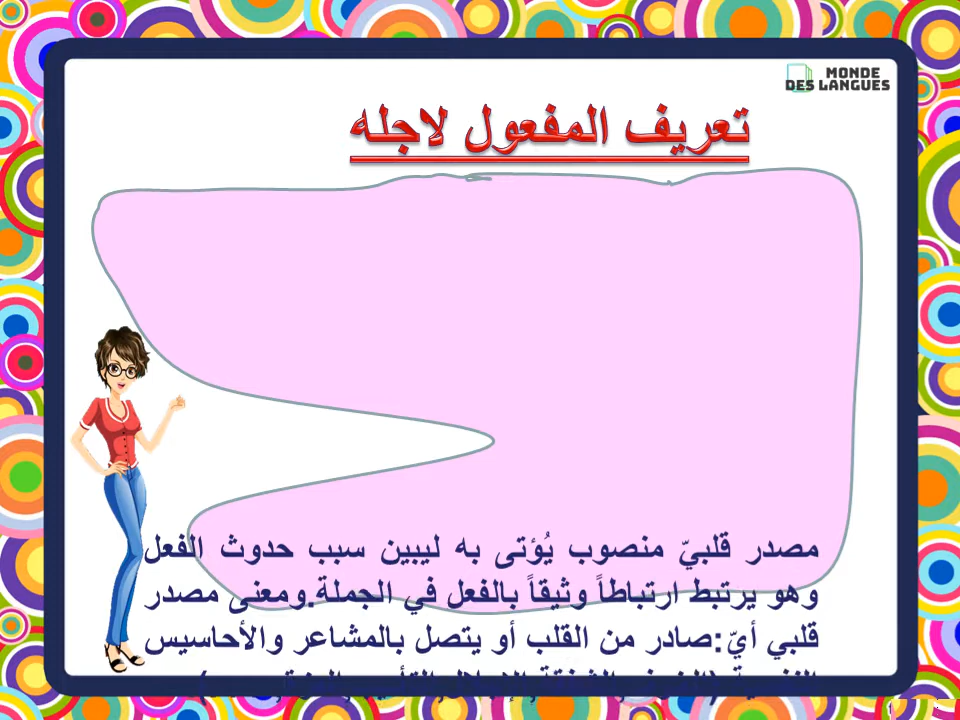 MONDE
DES LANGUES
تعريف المفعول لاجله
مصدر قلبيّ منصوب يُؤتى به ليبين سبب حدوث الفعل
وهو يرتبط ارتباطاً وثيقاً بالفعل في الجملة.ومعنى مصدر
قلبي أيّ :صادر من القلب أو يتصل بالمشاعر والأحاسيس